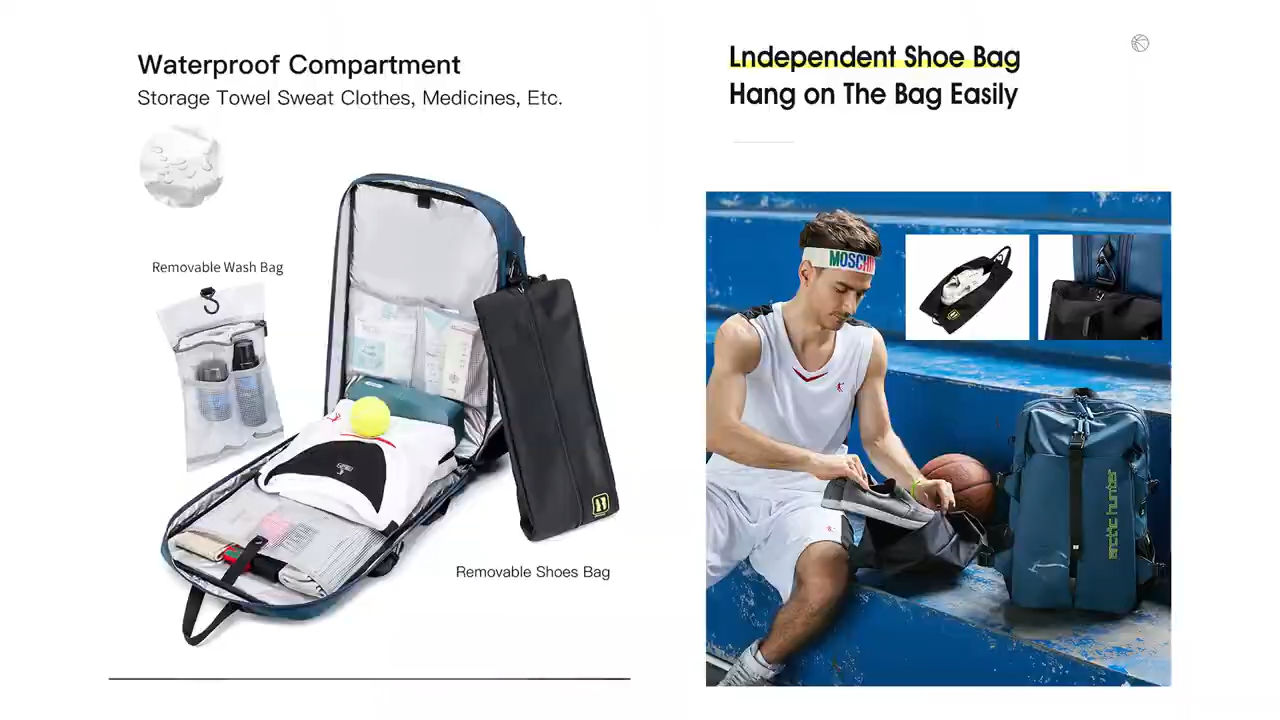 Waterproof Compartment
Storage Towel Sweat Clothes, Medicines, Etc.
Removable Wash Bag
Removable Shoes Bag
Lndependent Shoe Bag
Hang on The Bag Easily
MOSCHI
arctic hunter